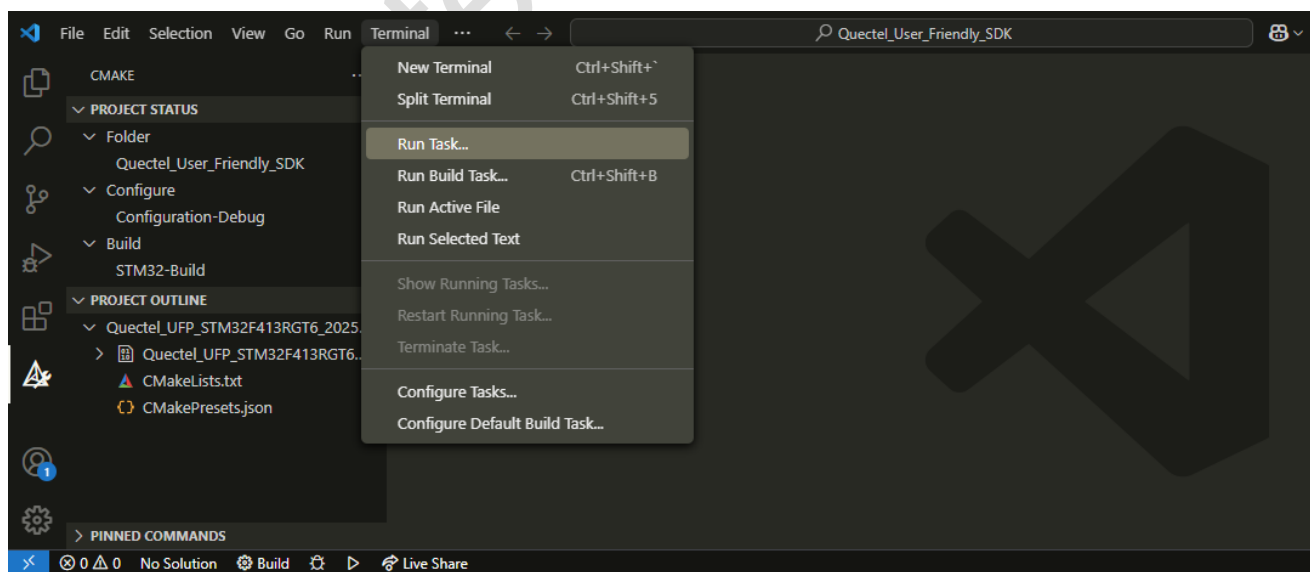 File Edit Selection View Go Run Terminal ··· ← → Quectel_User_Friendly_SDK
CMAKE ··
PROJECT STATUS
Folder
Quectel_User_Friendly_SDK
Configure
Configuration-Debug
Build
STM32-Build
PROJECT OUTLINE
Quectel_UFP_STM32F413RGT6_2025.
Quectel_UFP_STM32F413RGT6..
CMakeLists.txt
CMakePresets.json
PINNED COMMANDS
New Terminal Ctrl+Shift+`
Split Terminal Ctrl+Shift+5
Run Task...
Run Build Task... Ctrl+Shift+B
Run Active File
Run Selected Text
Show Running Tasks...
Restart Running Task...
Terminate Task...
Configure Tasks...
Configure Default Build Task...
1
0 0 No Solution Build Live Share